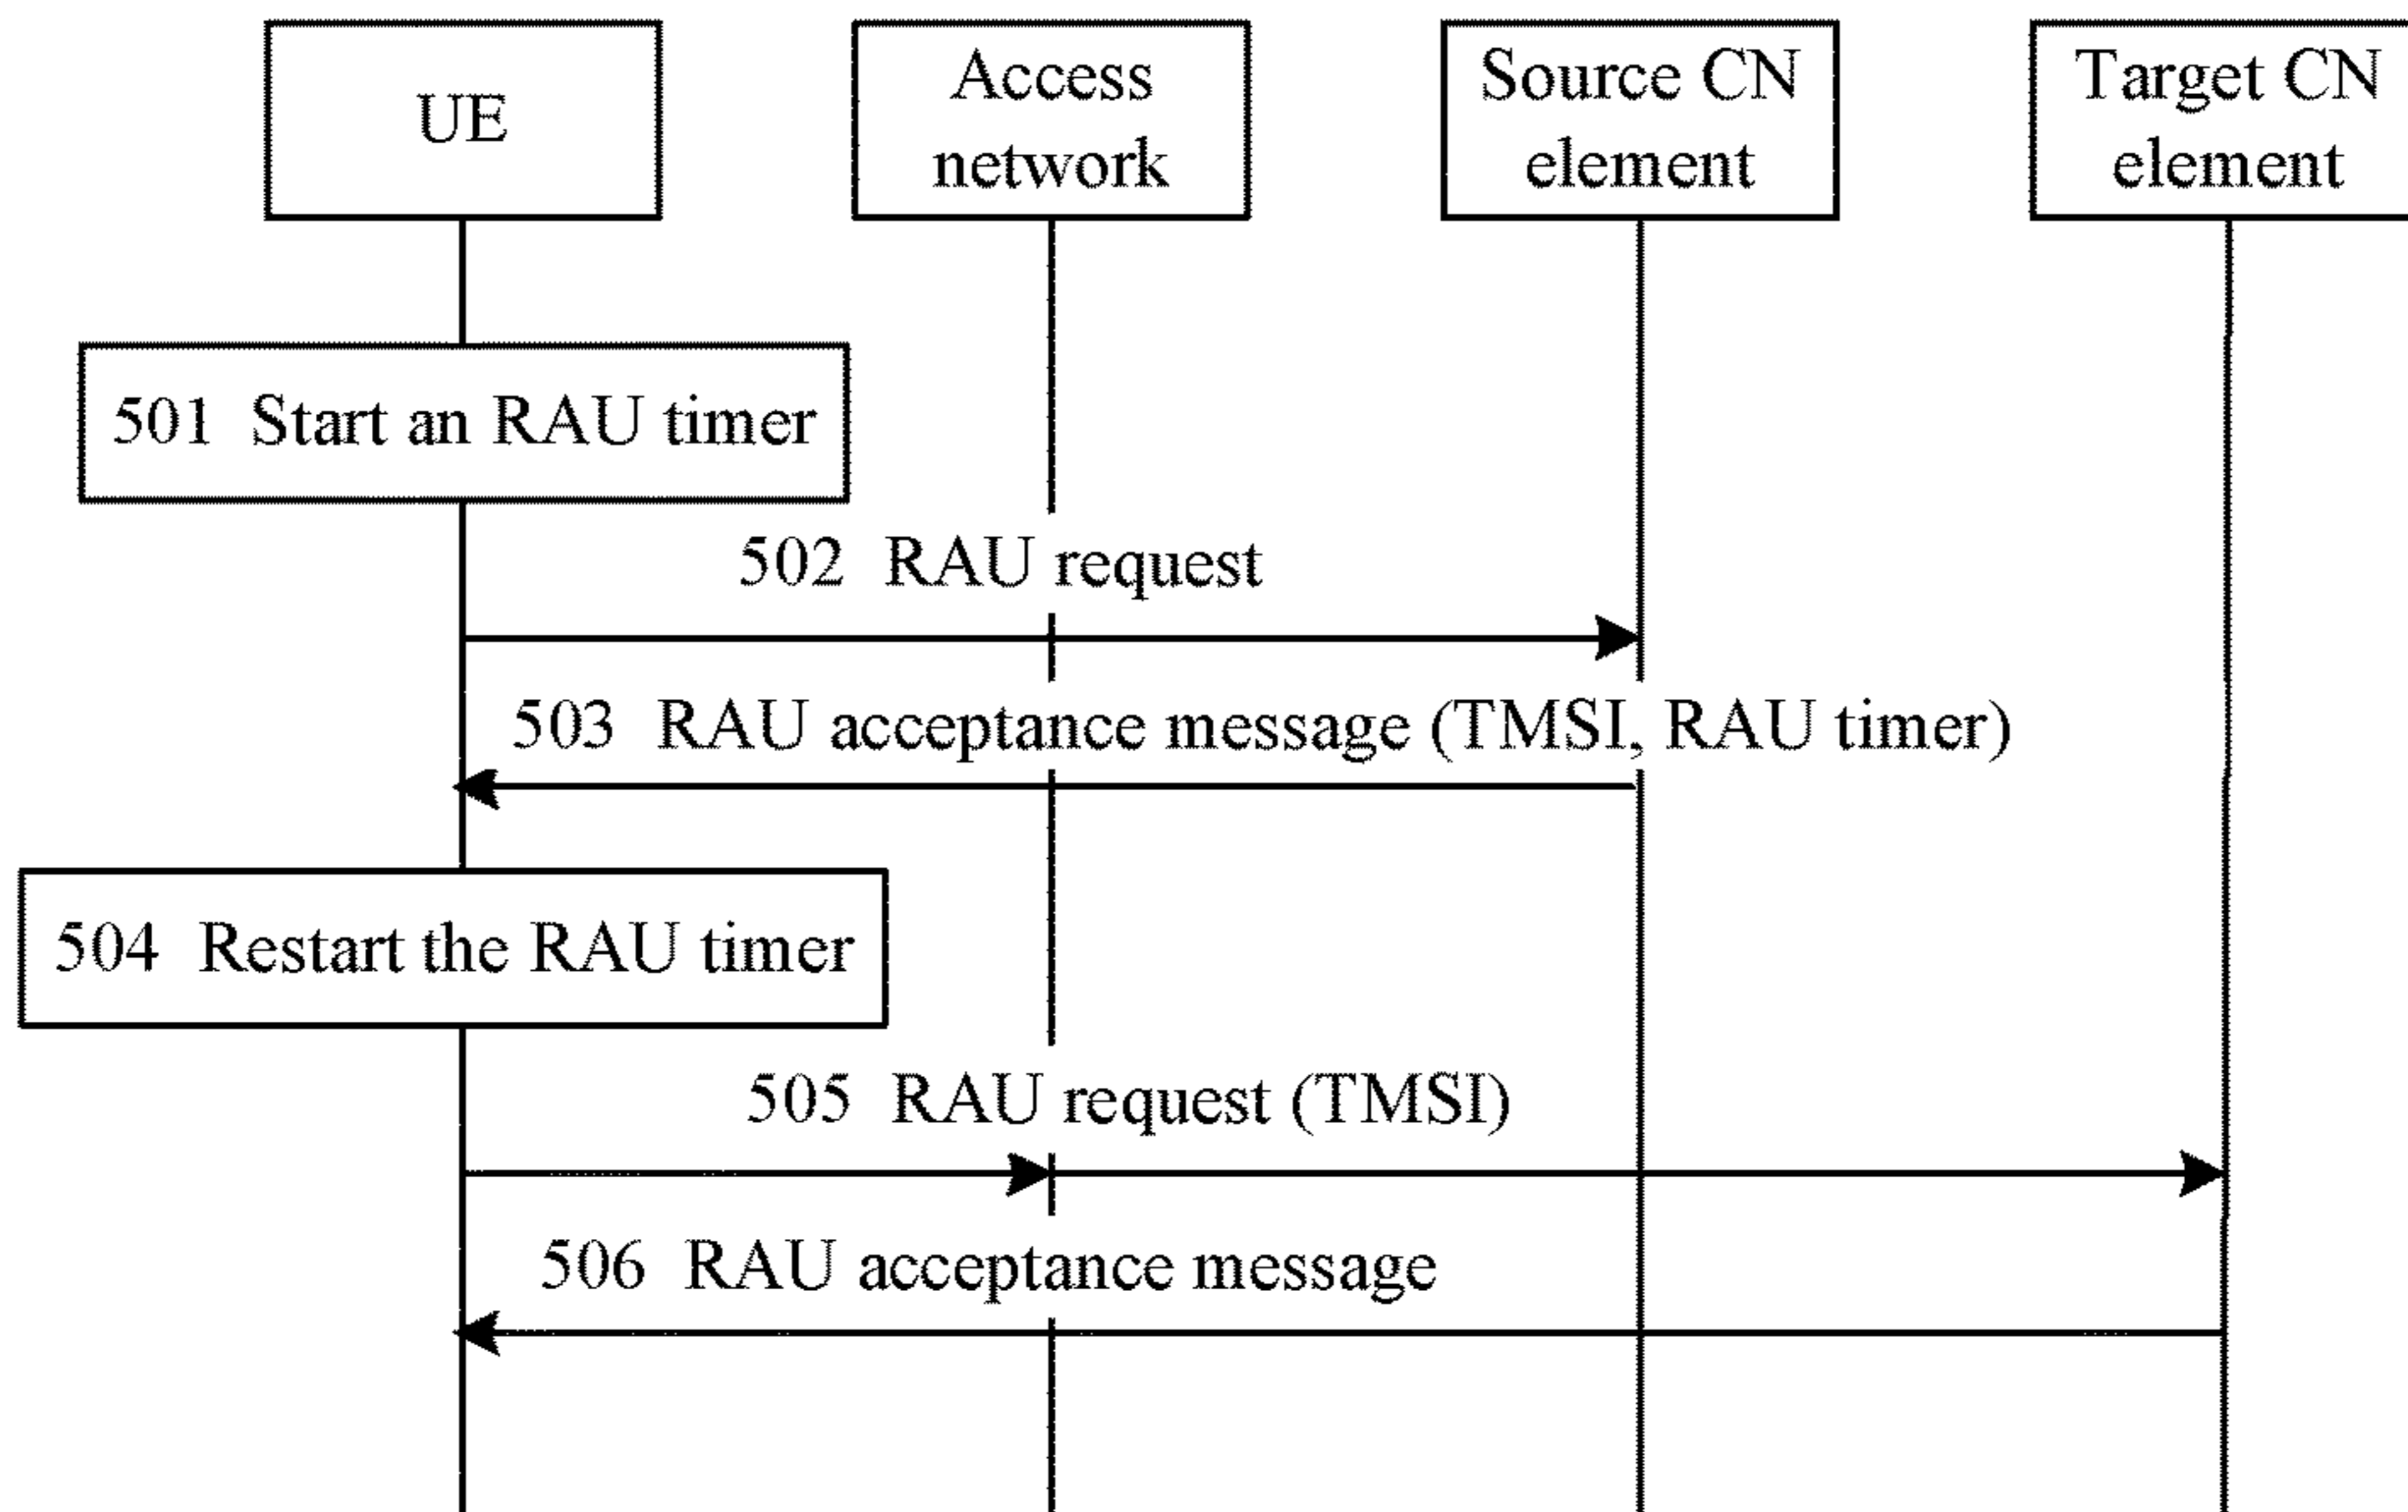 UE
Access
network
Source CN
element
Target CN
element
501 Start an RAU timer
502 RAU request
503 RAU acceptance message (TMSI, RAU timer)
504 Restart the RAU timer
505 RAU request (TMSI)
506 RAU acceptance message